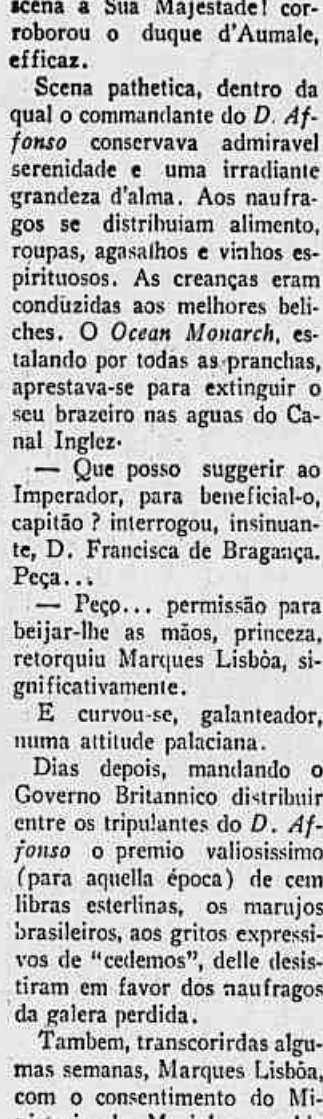 scena a Sua Majestade! cor-
roborou o duque d'Aumale,
efficaz.
Scena pathetica, dentro da
qual o commandante do D. Af-
fonso conservava admiravel
serenidade e uma irradiante
grandeza d'alma. Aos naufra-
gos se distribuiam alimento,
roupas, agasalhos e vinhos es-
pirituosos. As creanças eram
conduzidas aos melhores beli-
ches. O Ocean Monarch, es-
talando por todas as pranchas,
aprestava-se para extinguir o
seu brazeiro nas aguas do Ca-
nal Inglez.
— Que posso suggerir ao
Imperador, para beneficial-o,
capitão ? interrogou, insinuan-
te, D. Francisca de Bragança.
Peça...
— Peço... permissão para
beijar-lhe as mãos, princeza,
retorquiu Marques Lisbôa, si-
gnificativamente.
E curvou-se, galanteador,
numa attitude palaciana.
Dias depois, mandando o
Governo Britannico distribuir
entre os tripulantes do D. Af-
fonso o premio valiosissimo
(para aquella época) de cem
libras esterlinas, os marujos
brasileiros, aos gritos expressi-
vos de "cedemos", delle desis-
tiram em favor dos naufragos
da galera perdida.
Tambem, transcorirdas algu-
mas semanas, Marques Lisbôa,
com o consentimento do Mi-